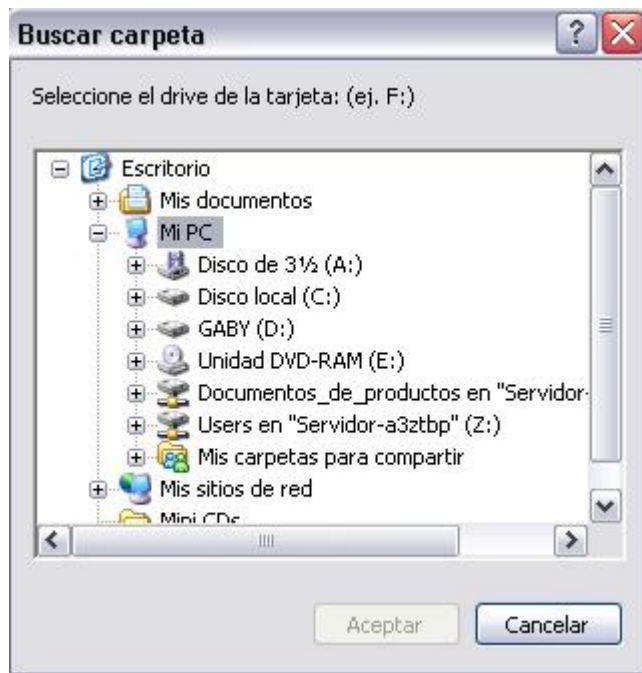 Buscar carpeta
Seleccione el drive de la tarjeta: (ej. F:)
Escritorio
Mis documentos
Mi PC
Disco de 3½ (A:)
Disco local (C:)
GABY (D:)
Unidad DVD-RAM (E:)
Documentos_de_productos en "Servidor-
Users en "Servidor-a3ztbp" (Z:)
Mis carpetas para compartir
Mis sitios de red
Mini CDs
Aceptar Cancelar